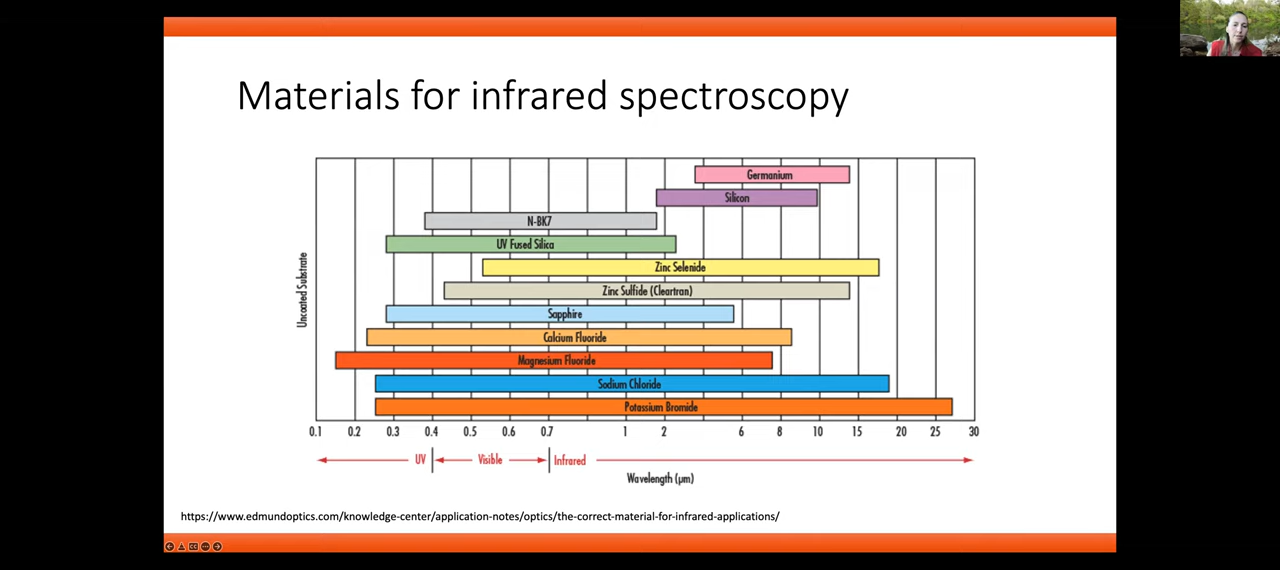 Materials for infrared spectroscopy
Germanium
Silicon
N-BK7
UV Fused Silica
Zinc Selenide
Zinc Sulfide (Cleartran)
Sapphire
Calcium Fluoride
Magnesium Fluoride
Sodium Chloride
Potassium Bromide
Uncoated Substrate
0.1 0.2 0.3 0.4 0.5 0.6 0.7 1 2 6 8 10 15 20 25 30
UV Visible Infrared
Wavelength (µm)
https://www.edmundoptics.com/knowledge-center/application-notes/optics/the-correct-material-for-infrared-applications/